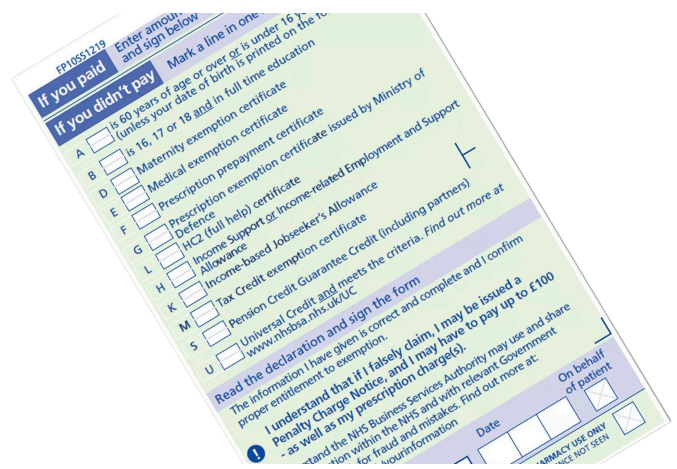 FP10SS1219
If you paid
Enter amoun
and sign below
If you didn't pay
Mark a line in one
A
is 60 years of age or over or is under 16 y
(unless your date of birth is printed on the fo
B
is 16, 17 or 18 and in full time education
D
Maternity exemption certificate
E
Medical exemption certificate
F
Prescription prepayment certificate
G
Prescription exemption certificate issued by Ministry of
Defence
L
HC2 (full help) certificate
H
Income Support or Income-related Employment and Support
Allowance
K
Income-based Jobseeker's Allowance
M
Tax Credit exemption certificate
S
Pension Credit Guarantee Credit (including partners)
U
Universal Credit and meets the criteria. Find out more at
www.nhsbsa.nhs.uk/UC
Read the declaration and sign the form
The information I have given is correct and complete and I confirm
proper entitlement to exemption.
I understand that if I falsely claim, I may be issued a
Penalty Charge Notice, and I may have to pay up to £100
- as well as my prescription charge(s).
stand the NHS Business Services Authority may use and share
tion within the NHS and with relevant Government
for fraud and mistakes. Find out more at:
yourinformation
Date
On behalf
of patient
RMACY USE ONLY
ENCE NOT SEEN